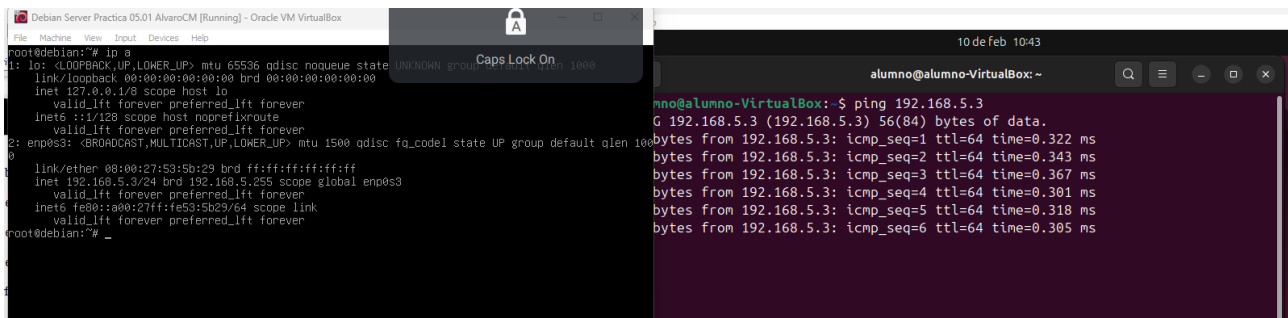 Debian Server Practica 05.01 AlvaroCM [Running] - Oracle VM VirtualBox
File Machine View Input Devices Help
root@debian:~# ip a
1: lo: <LOOPBACK,UP,LOWER_UP> mtu 65536 qdisc noqueue state UNKNOWN group default qlen 1000
link/loopback 00:00:00:00:00:00 brd 00:00:00:00:00:00
inet 127.0.0.1/8 scope host lo
valid_lft forever preferred_lft forever
inet6 ::1/128 scope host noprefixroute
valid_lft forever preferred_lft forever
2: enp0s3: <BROADCAST,MULTICAST,UP,LOWER_UP> mtu 1500 qdisc fq_codel state UP group default qlen 100
0
link/ether 08:00:27:53:5b:29 brd ff:ff:ff:ff:ff:ff
inet 192.168.5.3/24 brd 192.168.5.255 scope global enp0s3
valid_lft forever preferred_lft forever
inet6 fe80::a00:27ff:fe53:5b29/64 scope link
valid_lft forever preferred_lft forever
root@debian:~# _
A
Caps Lock On
10 de feb 10:43
alumno@alumno-VirtualBox: ~
mno@alumno-VirtualBox:~$ ping 192.168.5.3
G 192.168.5.3 (192.168.5.3) 56(84) bytes of data.
bytes from 192.168.5.3: icmp_seq=1 ttl=64 time=0.322 ms
bytes from 192.168.5.3: icmp_seq=2 ttl=64 time=0.343 ms
bytes from 192.168.5.3: icmp_seq=3 ttl=64 time=0.367 ms
bytes from 192.168.5.3: icmp_seq=4 ttl=64 time=0.301 ms
bytes from 192.168.5.3: icmp_seq=5 ttl=64 time=0.318 ms
bytes from 192.168.5.3: icmp_seq=6 ttl=64 time=0.305 ms